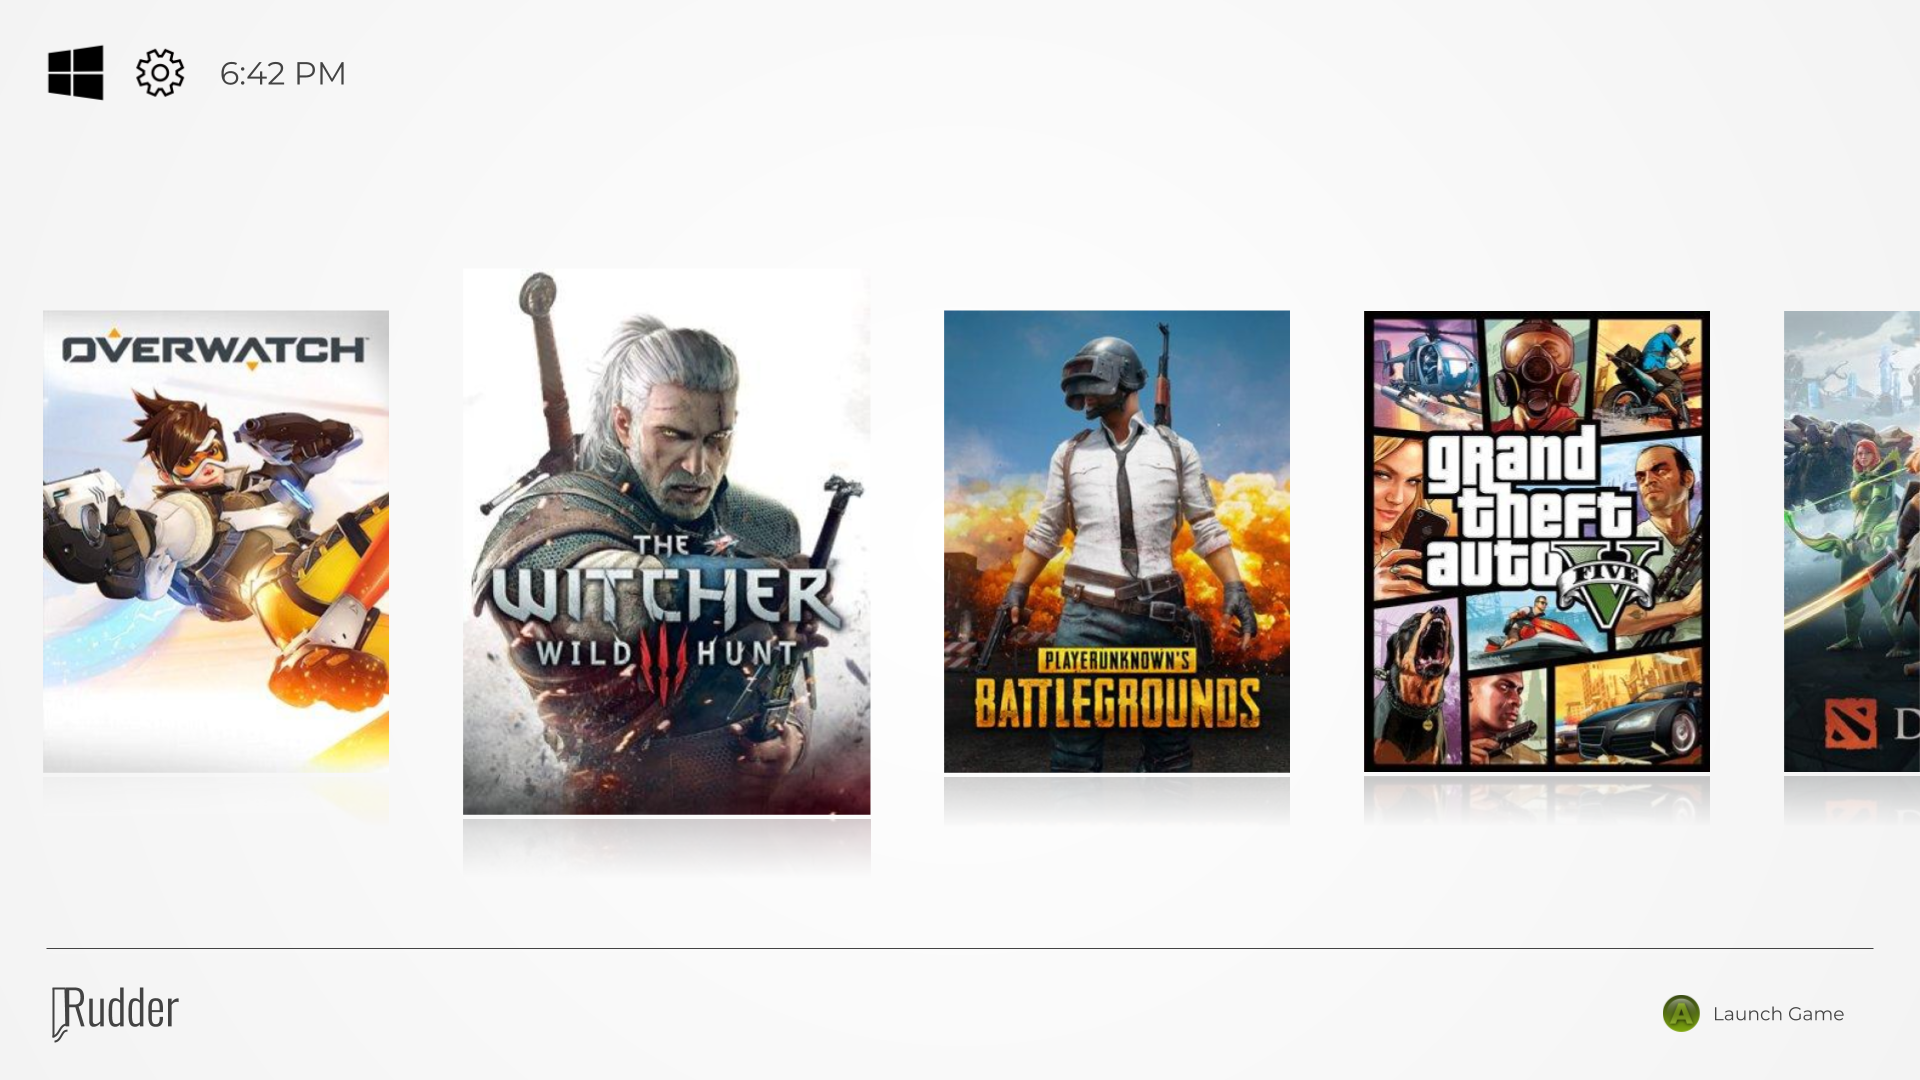 6:42 PM
OVERWATCH
THE
WITCHER
WILD III HUNT
PLAYERUNKNOWN'S
BATTLEGROUNDS
grand
theft
auto V
FIVE
D
Rudder
A Launch Game